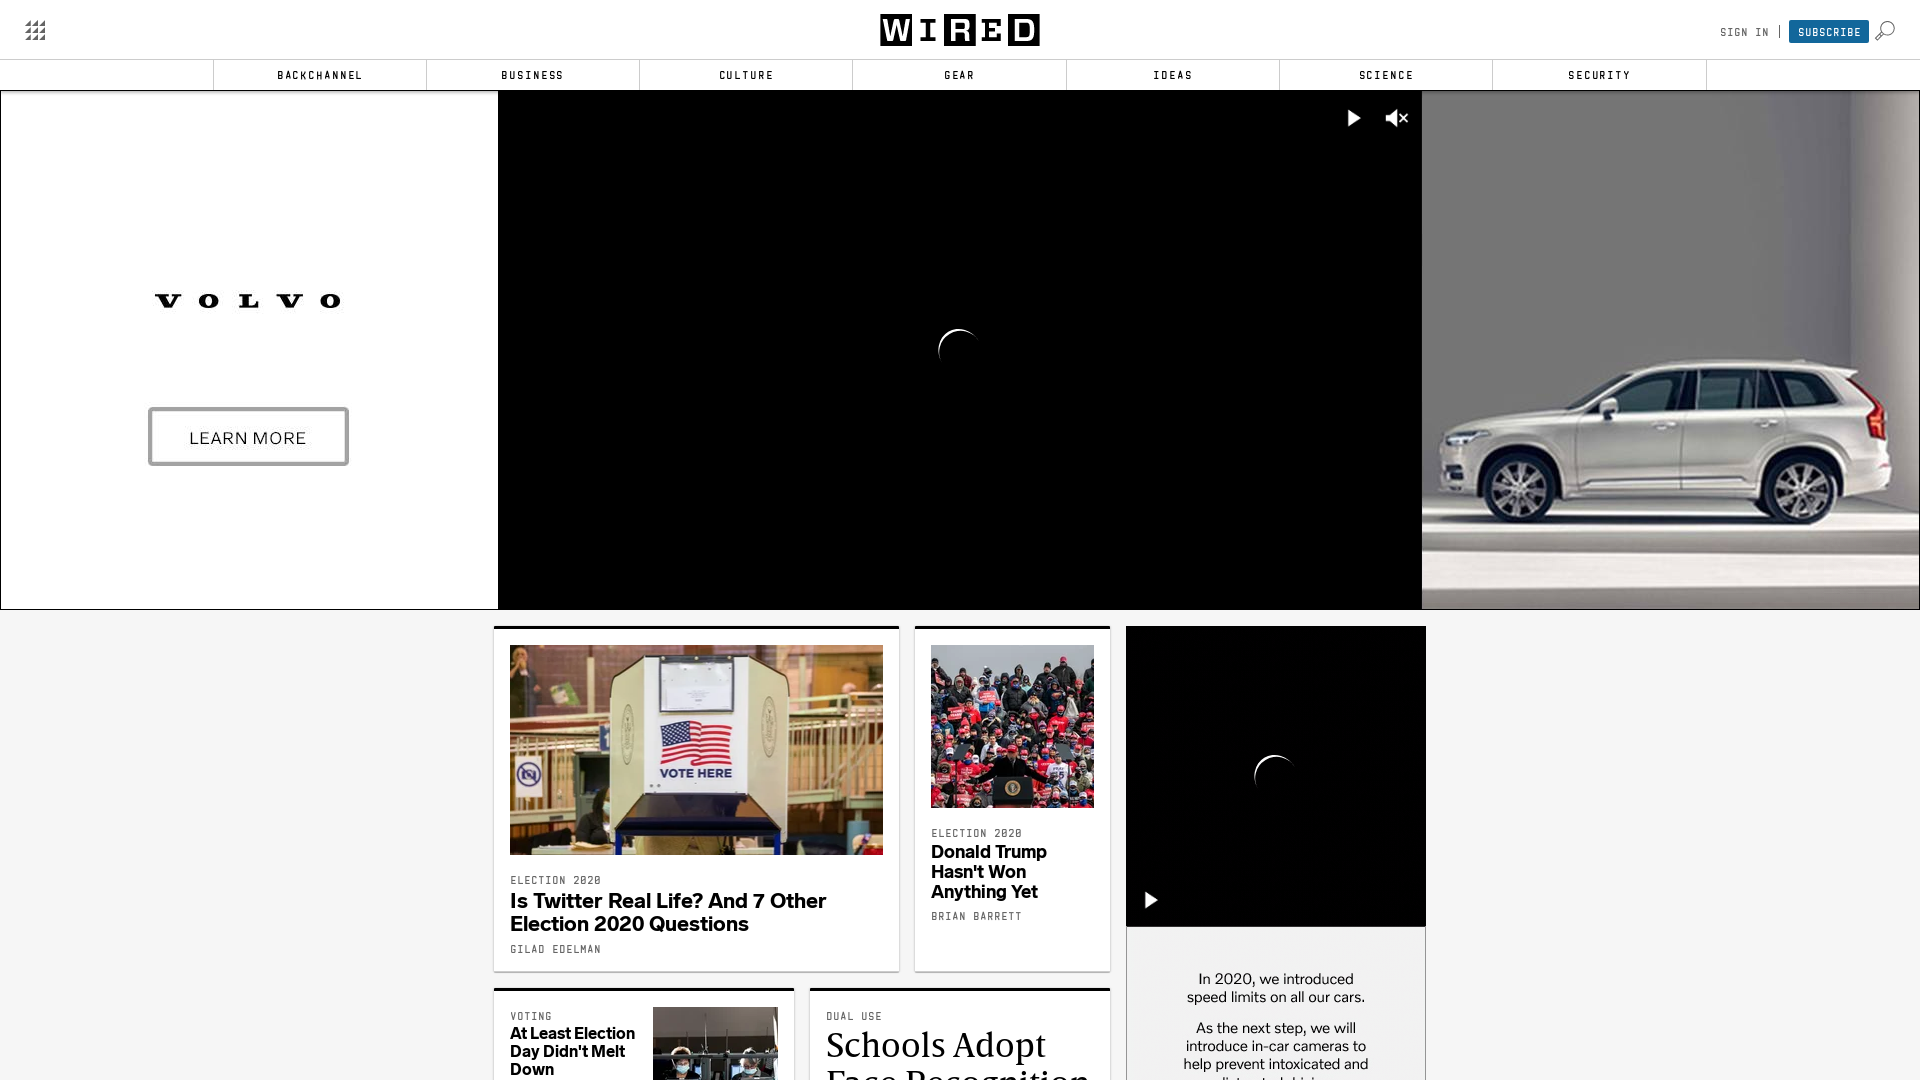 WIRED
SIGN IN
SUBSCRIBE
BACKCHANNEL
BUSINESS
CULTURE
GEAR
IDEAS
SCIENCE
SECURITY
VOLVO
LEARN MORE
VOTE HERE
ELECTION 2020
Is Twitter Real Life? And 7 Other
Election 2020 Questions
GILAD EDELMAN
ELECTION 2020
Donald Trump
Hasn't Won
Anything Yet
BRIAN BARRETT
VOTING
At Least Election
Day Didn't Melt
Down
DUAL USE
Schools Adopt
Face Recognition
In 2020, we introduced
speed limits on all our cars.
As the next step, we will
introduce in-car cameras to
help prevent intoxicated and